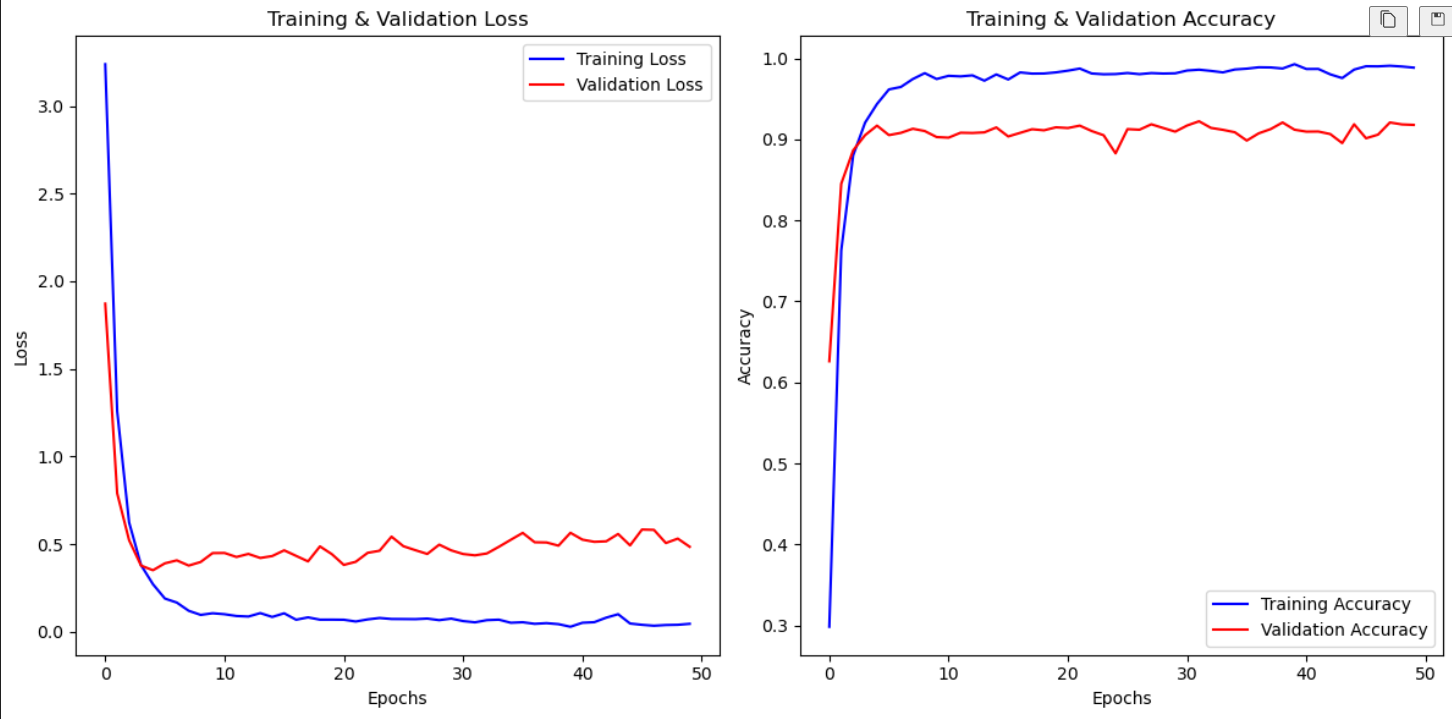 Training & Validation Loss
Training Loss
Validation Loss
3.0
2.5
2.0
1.5
1.0
0.5
0.0
Loss
0 10 20 30 40 50
Epochs
Training & Validation Accuracy
1.0
0.9
0.8
0.7
0.6
0.5
0.4
0.3
Accuracy
Training Accuracy
Validation Accuracy
0 10 20 30 40 50
Epochs